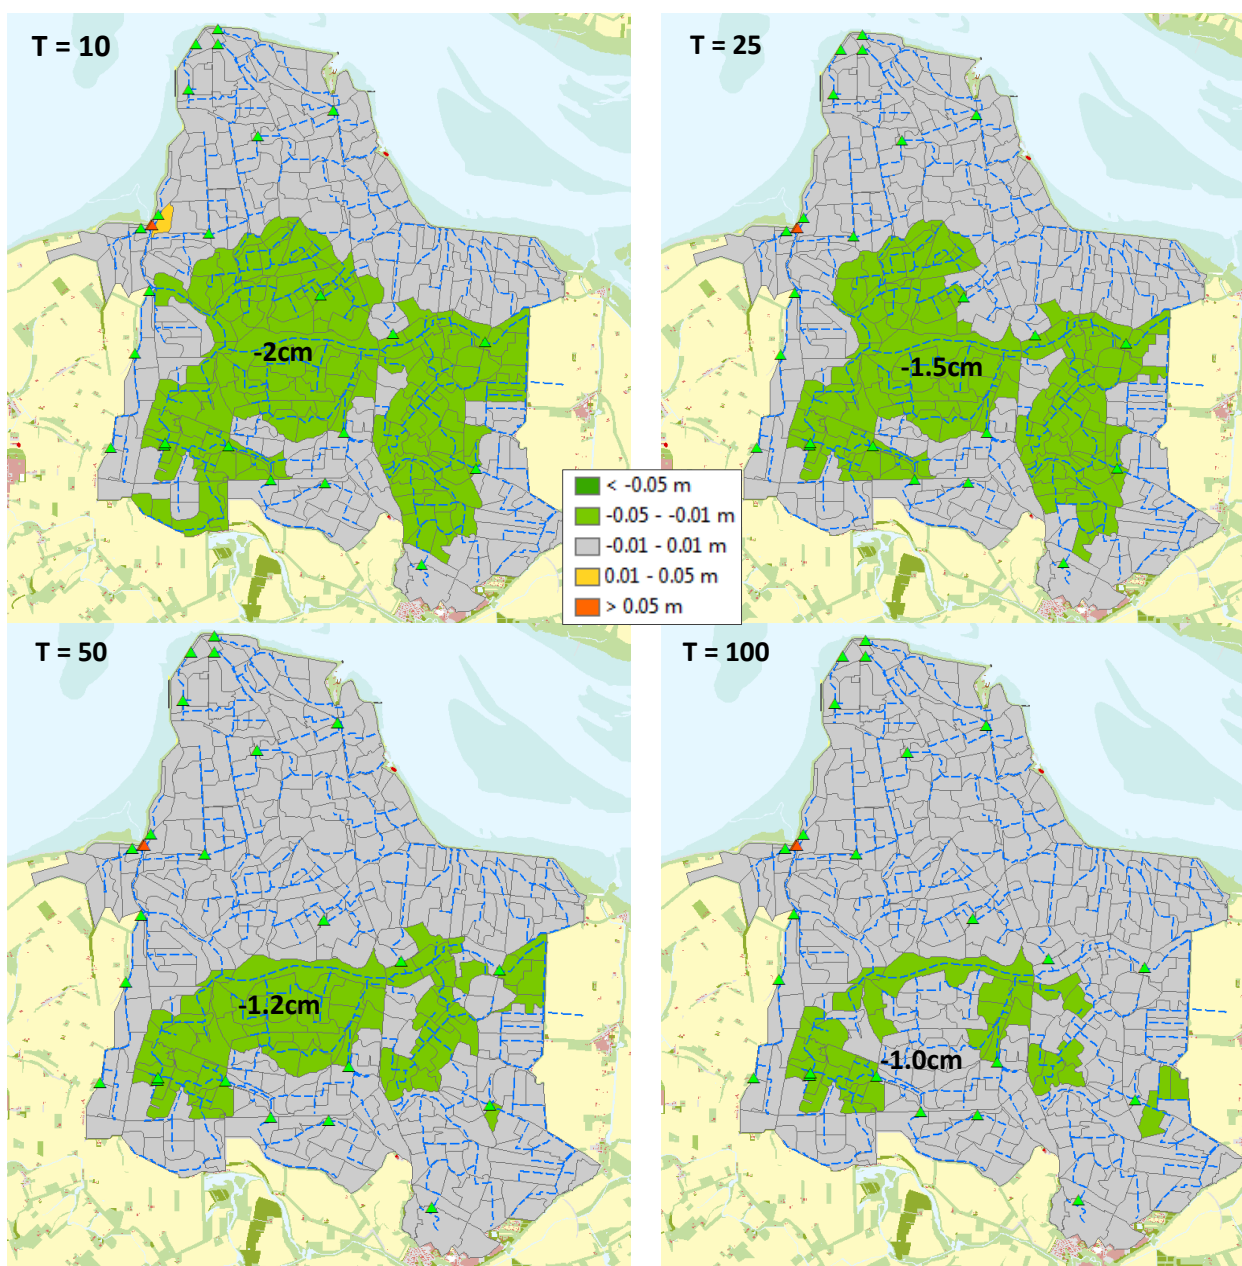 T = 10
T = 25
-2cm
-1.5cm
< -0.05 m
-0.05 - -0.01 m
-0.01 - 0.01 m
0.01 - 0.05 m
> 0.05 m
T = 50
T = 100
-1.2cm
-1.0cm